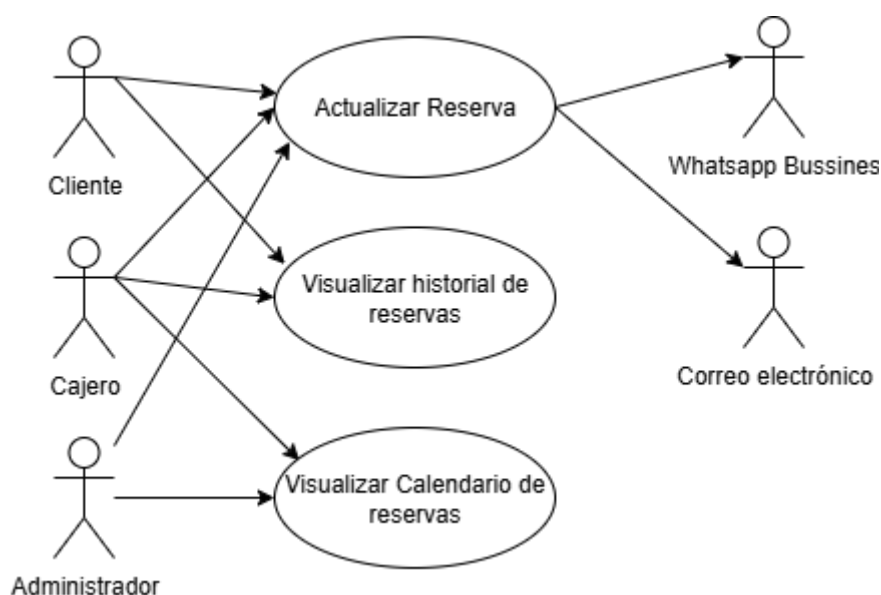 Actualizar Reserva
Whatsapp Bussines
Cliente
Visualizar historial de
reservas
Cajero
Correo electrónico
Visualizar Calendario de
reservas
Administrador